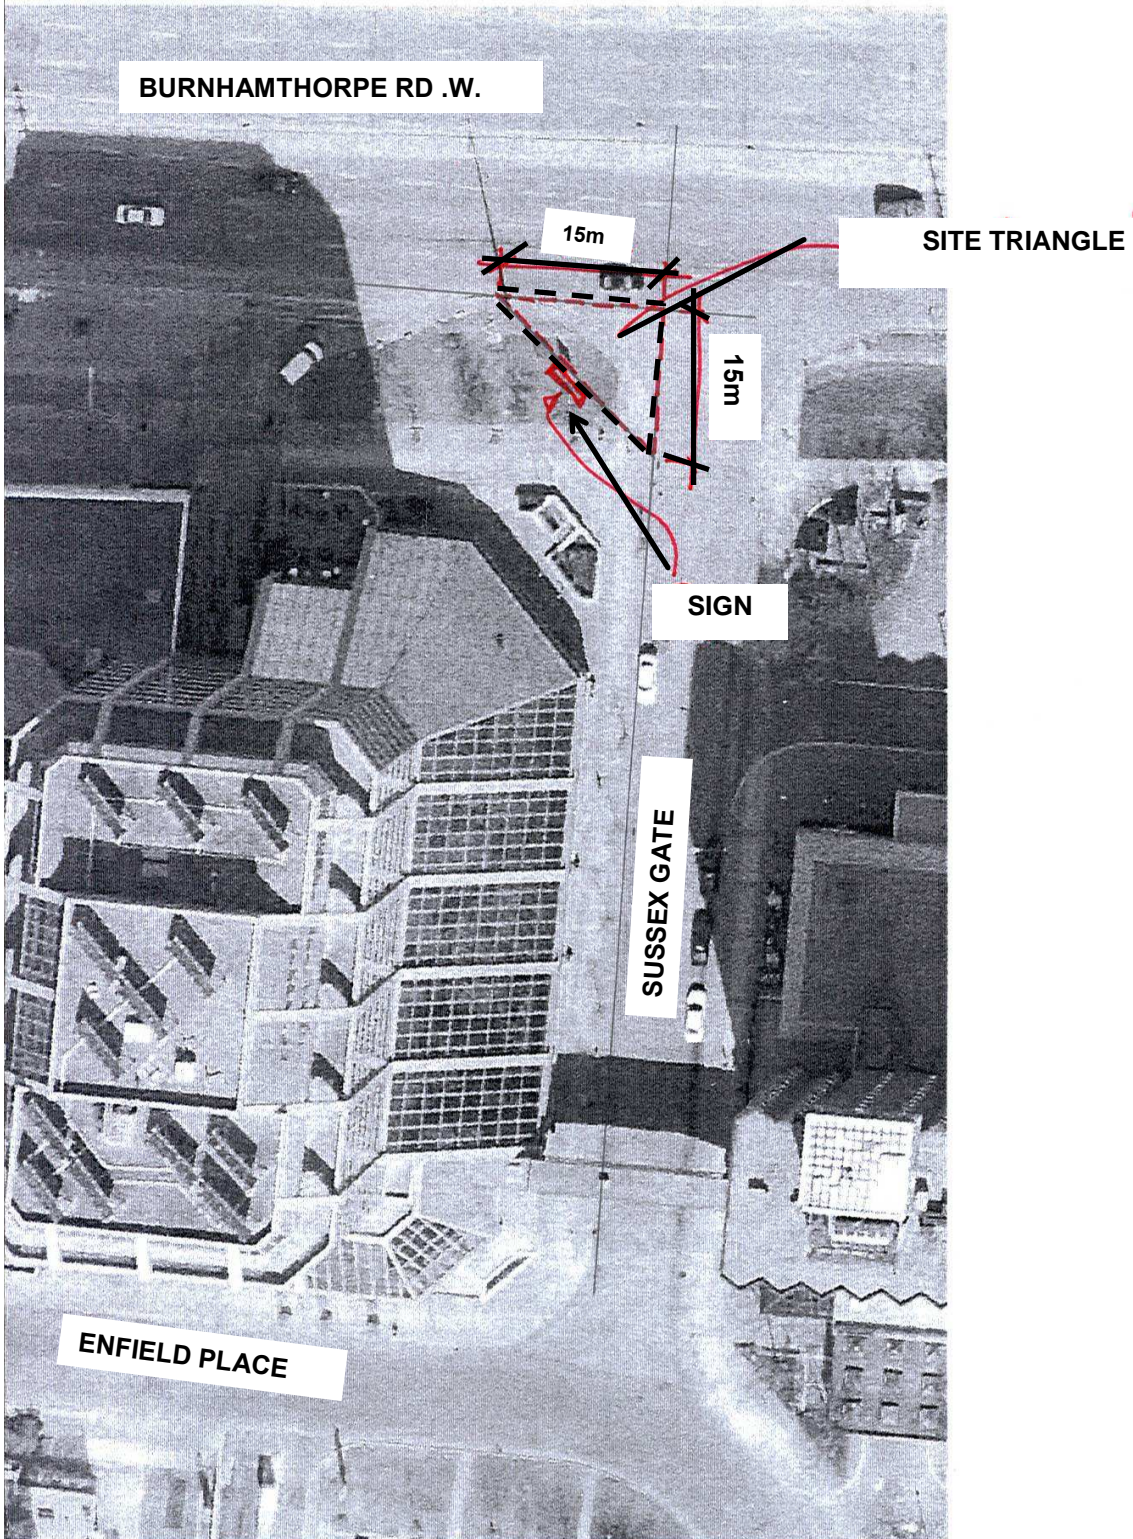 BURNHAMTHORPE RD .W.
15m
SITE TRIANGLE
15m
SIGN
SUSSEX GATE
ENFIELD PLACE